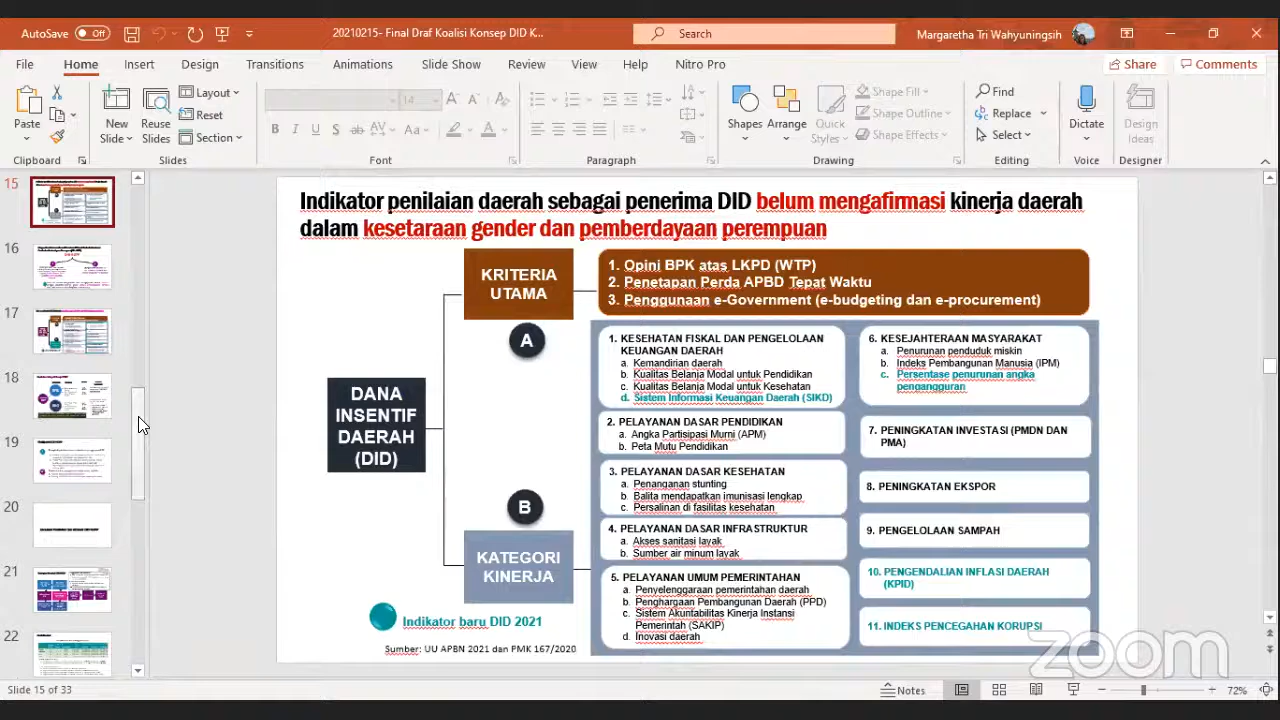 AutoSave
Off
20210215- Final Draf Koalisi Konsep DID K...
Search
Margaretha Tri Wahyuningsih
File
Home
Insert
Design
Transitions
Animations
Slide Show
Review
View
Help
Nitro Pro
Share
Comments
Paste
New
Slide
Reuse
Slides
Layout
Reset
Section
14
Shapes
Arrange
Quick
Styles
Shape Fill
Shape Outline
Shape Effects
Find
Replace
Select
Dictate
Design
Ideas
Clipboard
Slides
Font
Paragraph
Drawing
Editing
Voice
Designer
15
16
17
18
19
20
21
22
Indikator penilaian daerah sebagai penerima DID belum mengafirmasi kinerja daerah
dalam kesetaraan gender dan pemberdayaan perempuan
KRITERIA
UTAMA
1. Opini BPK atas LKPD (WTP)
2. Penetapan Perda APBD Tepat Waktu
3. Penggunaan e-Government (e-budgeting dan e-procurement)
A
DANA
INSENTIF
DAERAH
(DID)
B
KATEGORI
KINERJA
1. KESEHATAN FISKAL DAN PENGELOLAAN
KEUANGAN DAERAH
a. Kemandirian daerah
b. Kualitas Belanja Modal untuk Pendidikan
c. Kualitas Belanja Modal untuk Kesehatan
d. Sistem Informasi Keuangan Daerah (SIKD)
2. PELAYANAN DASAR PENDIDIKAN
a. Angka Partisipasi Murni (APM)
b. Peta Mutu Pendidikan
3. PELAYANAN DASAR KESEHATAN
a. Penanganan stunting
b. Balita mendapatkan imunisasi lengkap
c. Persalinan di fasilitas kesehatan
4. PELAYANAN DASAR INFRASTRUKTUR
a. Akses sanitasi layak
b. Sumber air minum layak
5. PELAYANAN UMUM PEMERINTAHAN
a. Penyelenggaraan pemerintahan daerah
b. Penghargaan Pembangunan Daerah (PPD)
c. Sistem Akuntabilitas Kinerja Instansi
Pemerintah (SAKIP)
d. Inovasi daerah
6. KESEJAHTERAAN MASYARAKAT
a. Penurunan penduduk miskin
b. Indeks Pembangunan Manusia (IPM)
c. Persentase penurunan angka
pengangguran
7. PENINGKATAN INVESTASI (PMDN DAN
PMA)
8. PENINGKATAN EKSPOR
9. PENGELOLAAN SAMPAH
10. PENGENDALIAN INFLASI DAERAH
(KPID)
11. INDEKS PENCEGAHAN KORUPSI
Indikator baru DID 2021
Sumber: UU APBN 2021 dan PMK 167/2020
zoom
Slide 15 of 33
Notes
72%